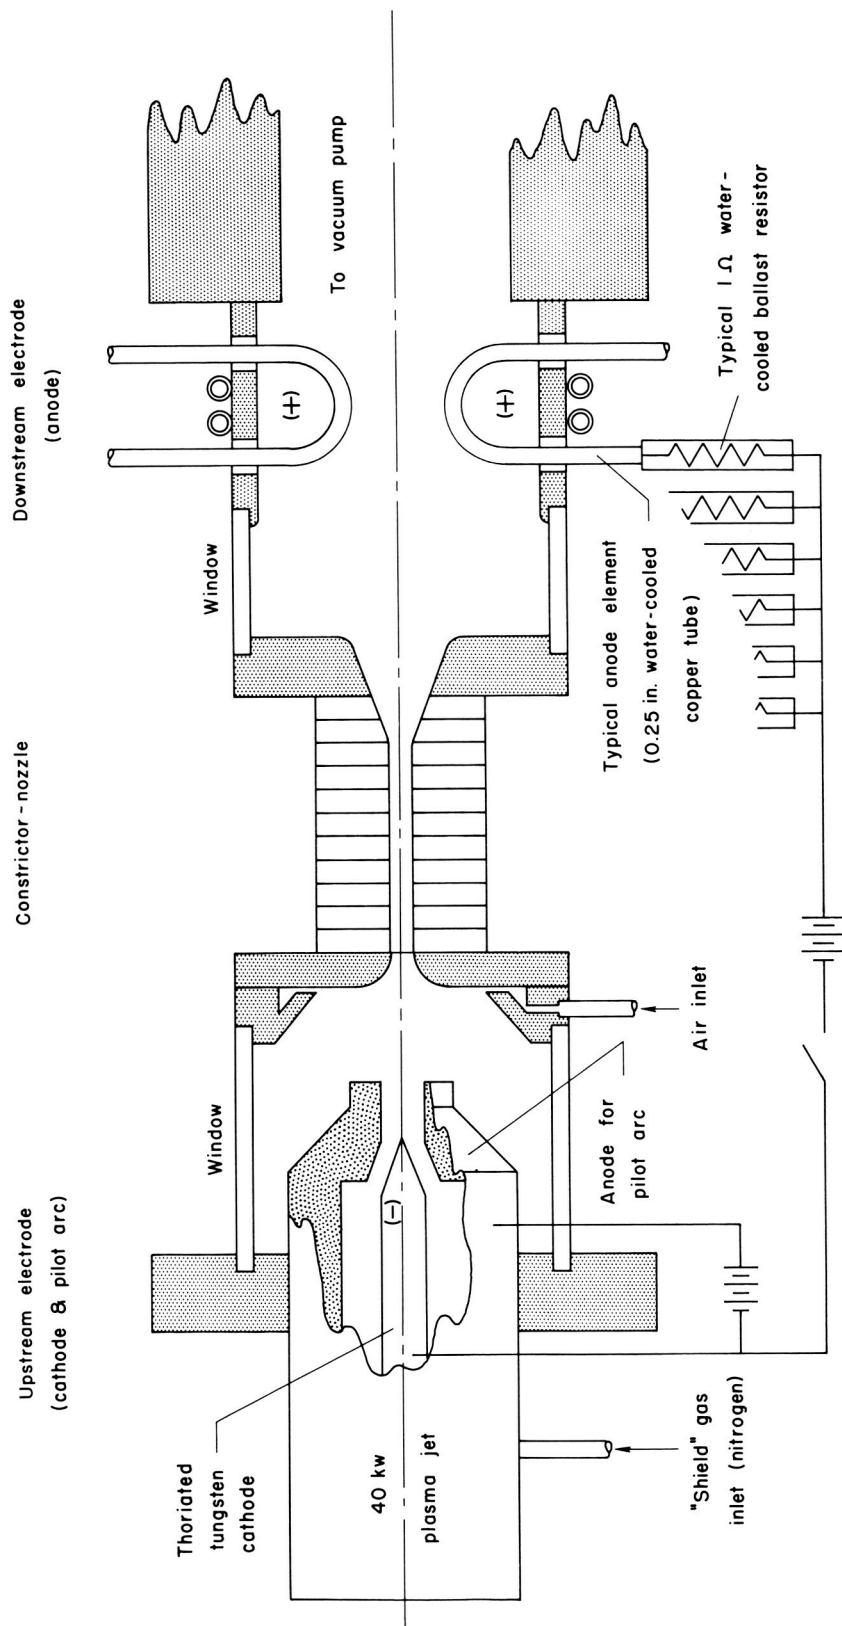 Upstream electrode
(cathode & pilot arc)
Constrictor-nozzle
Downstream electrode
(anode)
Thoriated
tungsten
cathode
Window
Window
(+)
To vacuum pump
40 kw
plasma jet
(-)
(+)
"Shield" gas
inlet (nitrogen)
Anode for
pilot arc
Air inlet
Typical anode element
(0.25 in. water-cooled
copper tube)
Typical 1 Ω water-
cooled ballast resistor